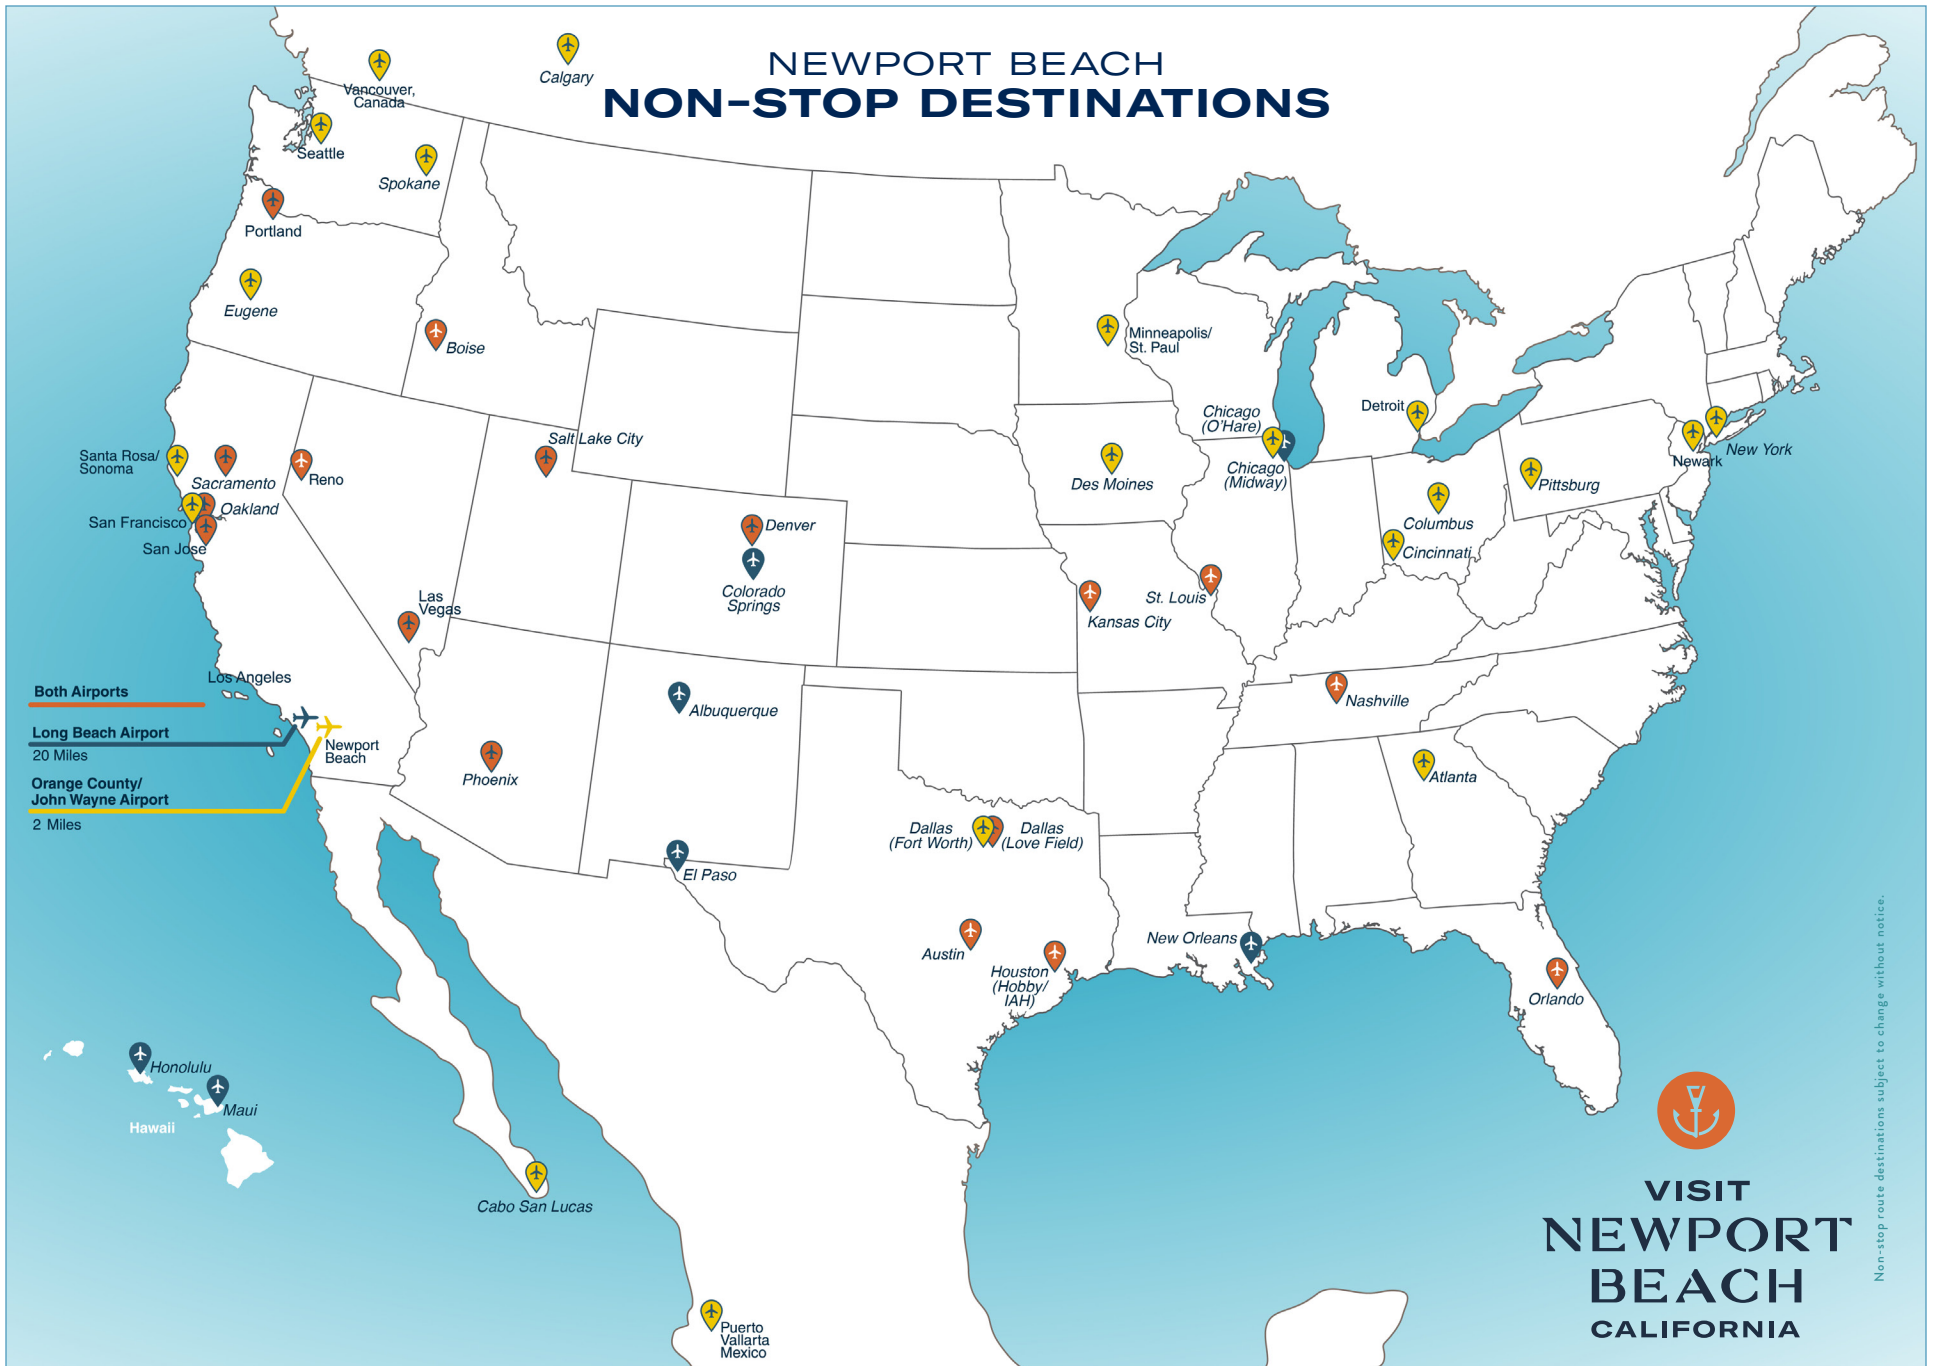 NEWPORT BEACH
NON-STOP DESTINATIONS
Vancouver,
Canada
Calgary
Seattle
Spokane
Portland
Eugene
Boise
Minneapolis/
St. Paul
Detroit
Chicago
(O'Hare)
Chicago
(Midway)
Des Moines
New York
Newark
Pittsburg
Columbus
Cincinnati
Santa Rosa/
Sonoma
Sacramento
Reno
Salt Lake City
Oakland
San Francisco
San Jose
Denver
Colorado
Springs
Las
Vegas
St. Louis
Kansas City
Los Angeles
Both Airports
Long Beach Airport
20 Miles
Newport
Beach
Orange County/
John Wayne Airport
2 Miles
Albuquerque
Phoenix
Nashville
Atlanta
Dallas
(Fort Worth)
Dallas
(Love Field)
El Paso
Austin
Houston
(Hobby/
IAH)
New Orleans
Orlando
Honolulu
Maui
Hawaii
Cabo San Lucas
Puerto
Vallarta
Mexico
Non-stop route destinations subject to change without notice.
VISIT
NEWPORT
BEACH
CALIFORNIA